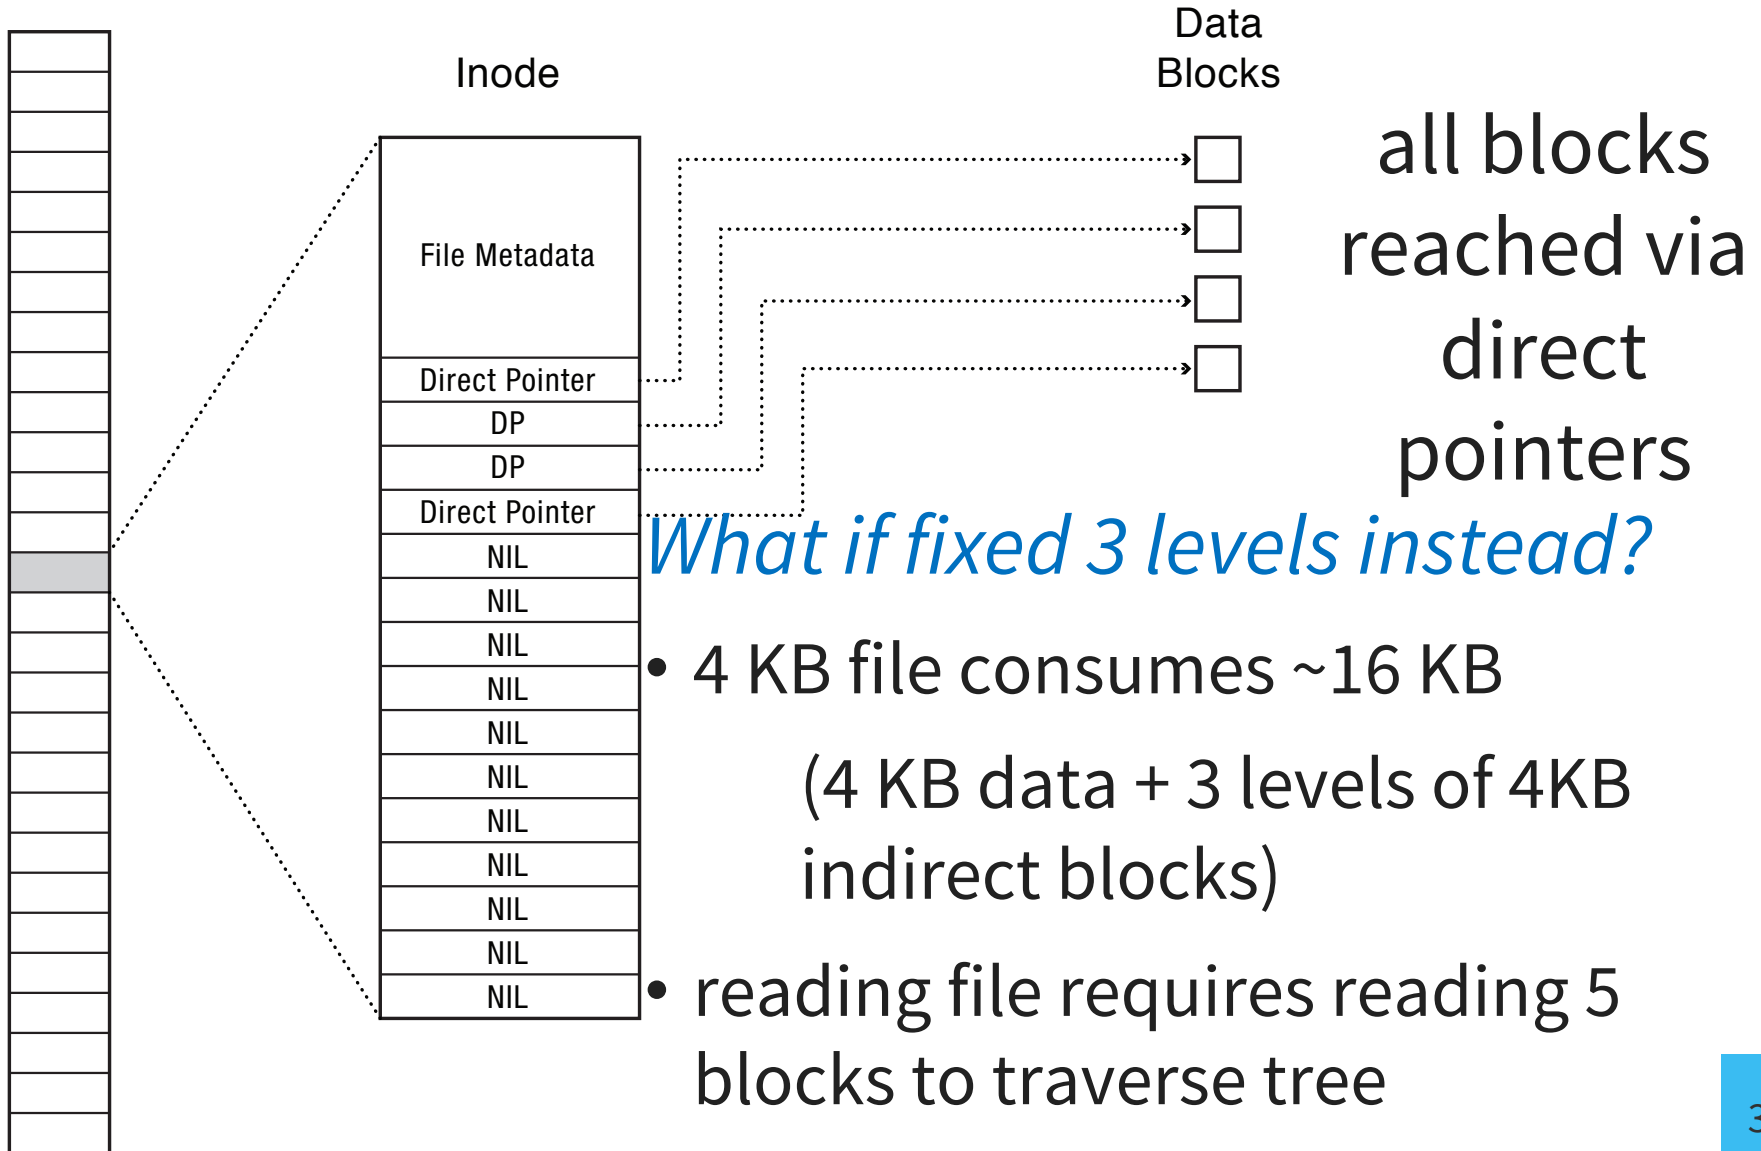 Inode
Data
Blocks
File Metadata
Direct Pointer
DP
DP
Direct Pointer
NIL
NIL
NIL
NIL
NIL
NIL
NIL
NIL
NIL
NIL
NIL
all blocks
reached via
direct
pointers
What if fixed 3 levels instead?
• 4 KB file consumes ~16 KB
(4 KB data + 3 levels of 4KB
indirect blocks)
• reading file requires reading 5
blocks to traverse tree